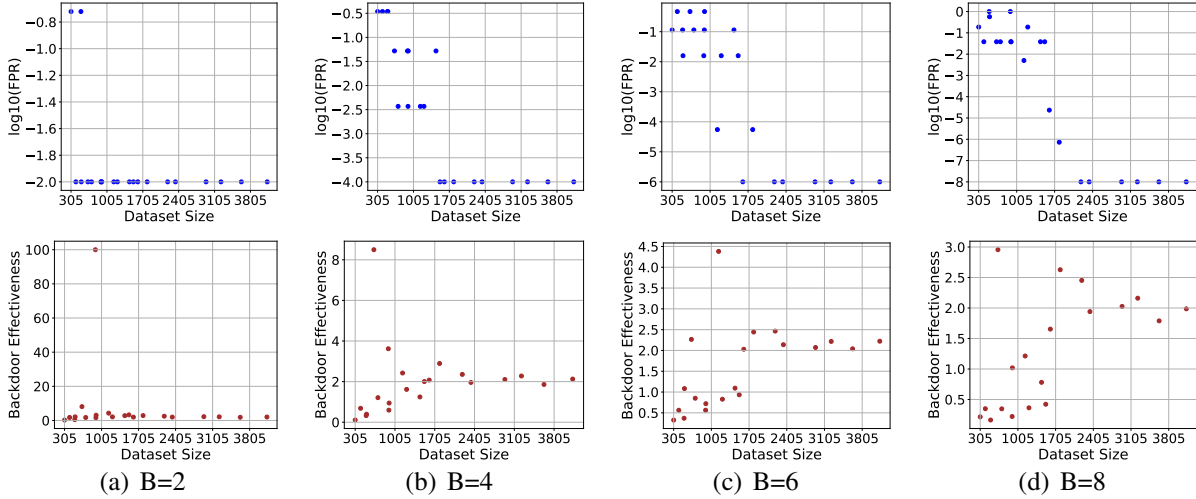 −0.8
−1.0
−1.2
−1.4
−1.6
−1.8
−2.0
log10(FPR)
305 1005 1705 2405 3105 3805
Dataset Size
−0.5
−1.0
−1.5
−2.0
−2.5
−3.0
−3.5
−4.0
log10(FPR)
305 1005 1705 2405 3105 3805
Dataset Size
−1
−2
−3
−4
−5
−6
log10(FPR)
305 1005 1705 2405 3105 3805
Dataset Size
0
−1
−2
−3
−4
−5
−6
−7
−8
log10(FPR)
305 1005 1705 2405 3105 3805
Dataset Size
100
80
60
40
20
0
Backdoor Effectiveness
305 1005 1705 2405 3105 3805
Dataset Size
8
6
4
2
0
Backdoor Effectiveness
305 1005 1705 2405 3105 3805
Dataset Size
4.5
4.0
3.5
3.0
2.5
2.0
1.5
1.0
0.5
Backdoor Effectiveness
305 1005 1705 2405 3105 3805
Dataset Size
3.0
2.5
2.0
1.5
1.0
0.5
Backdoor Effectiveness
305 1005 1705 2405 3105 3805
Dataset Size
(a) B=2
(b) B=4
(c) B=6
(d) B=8